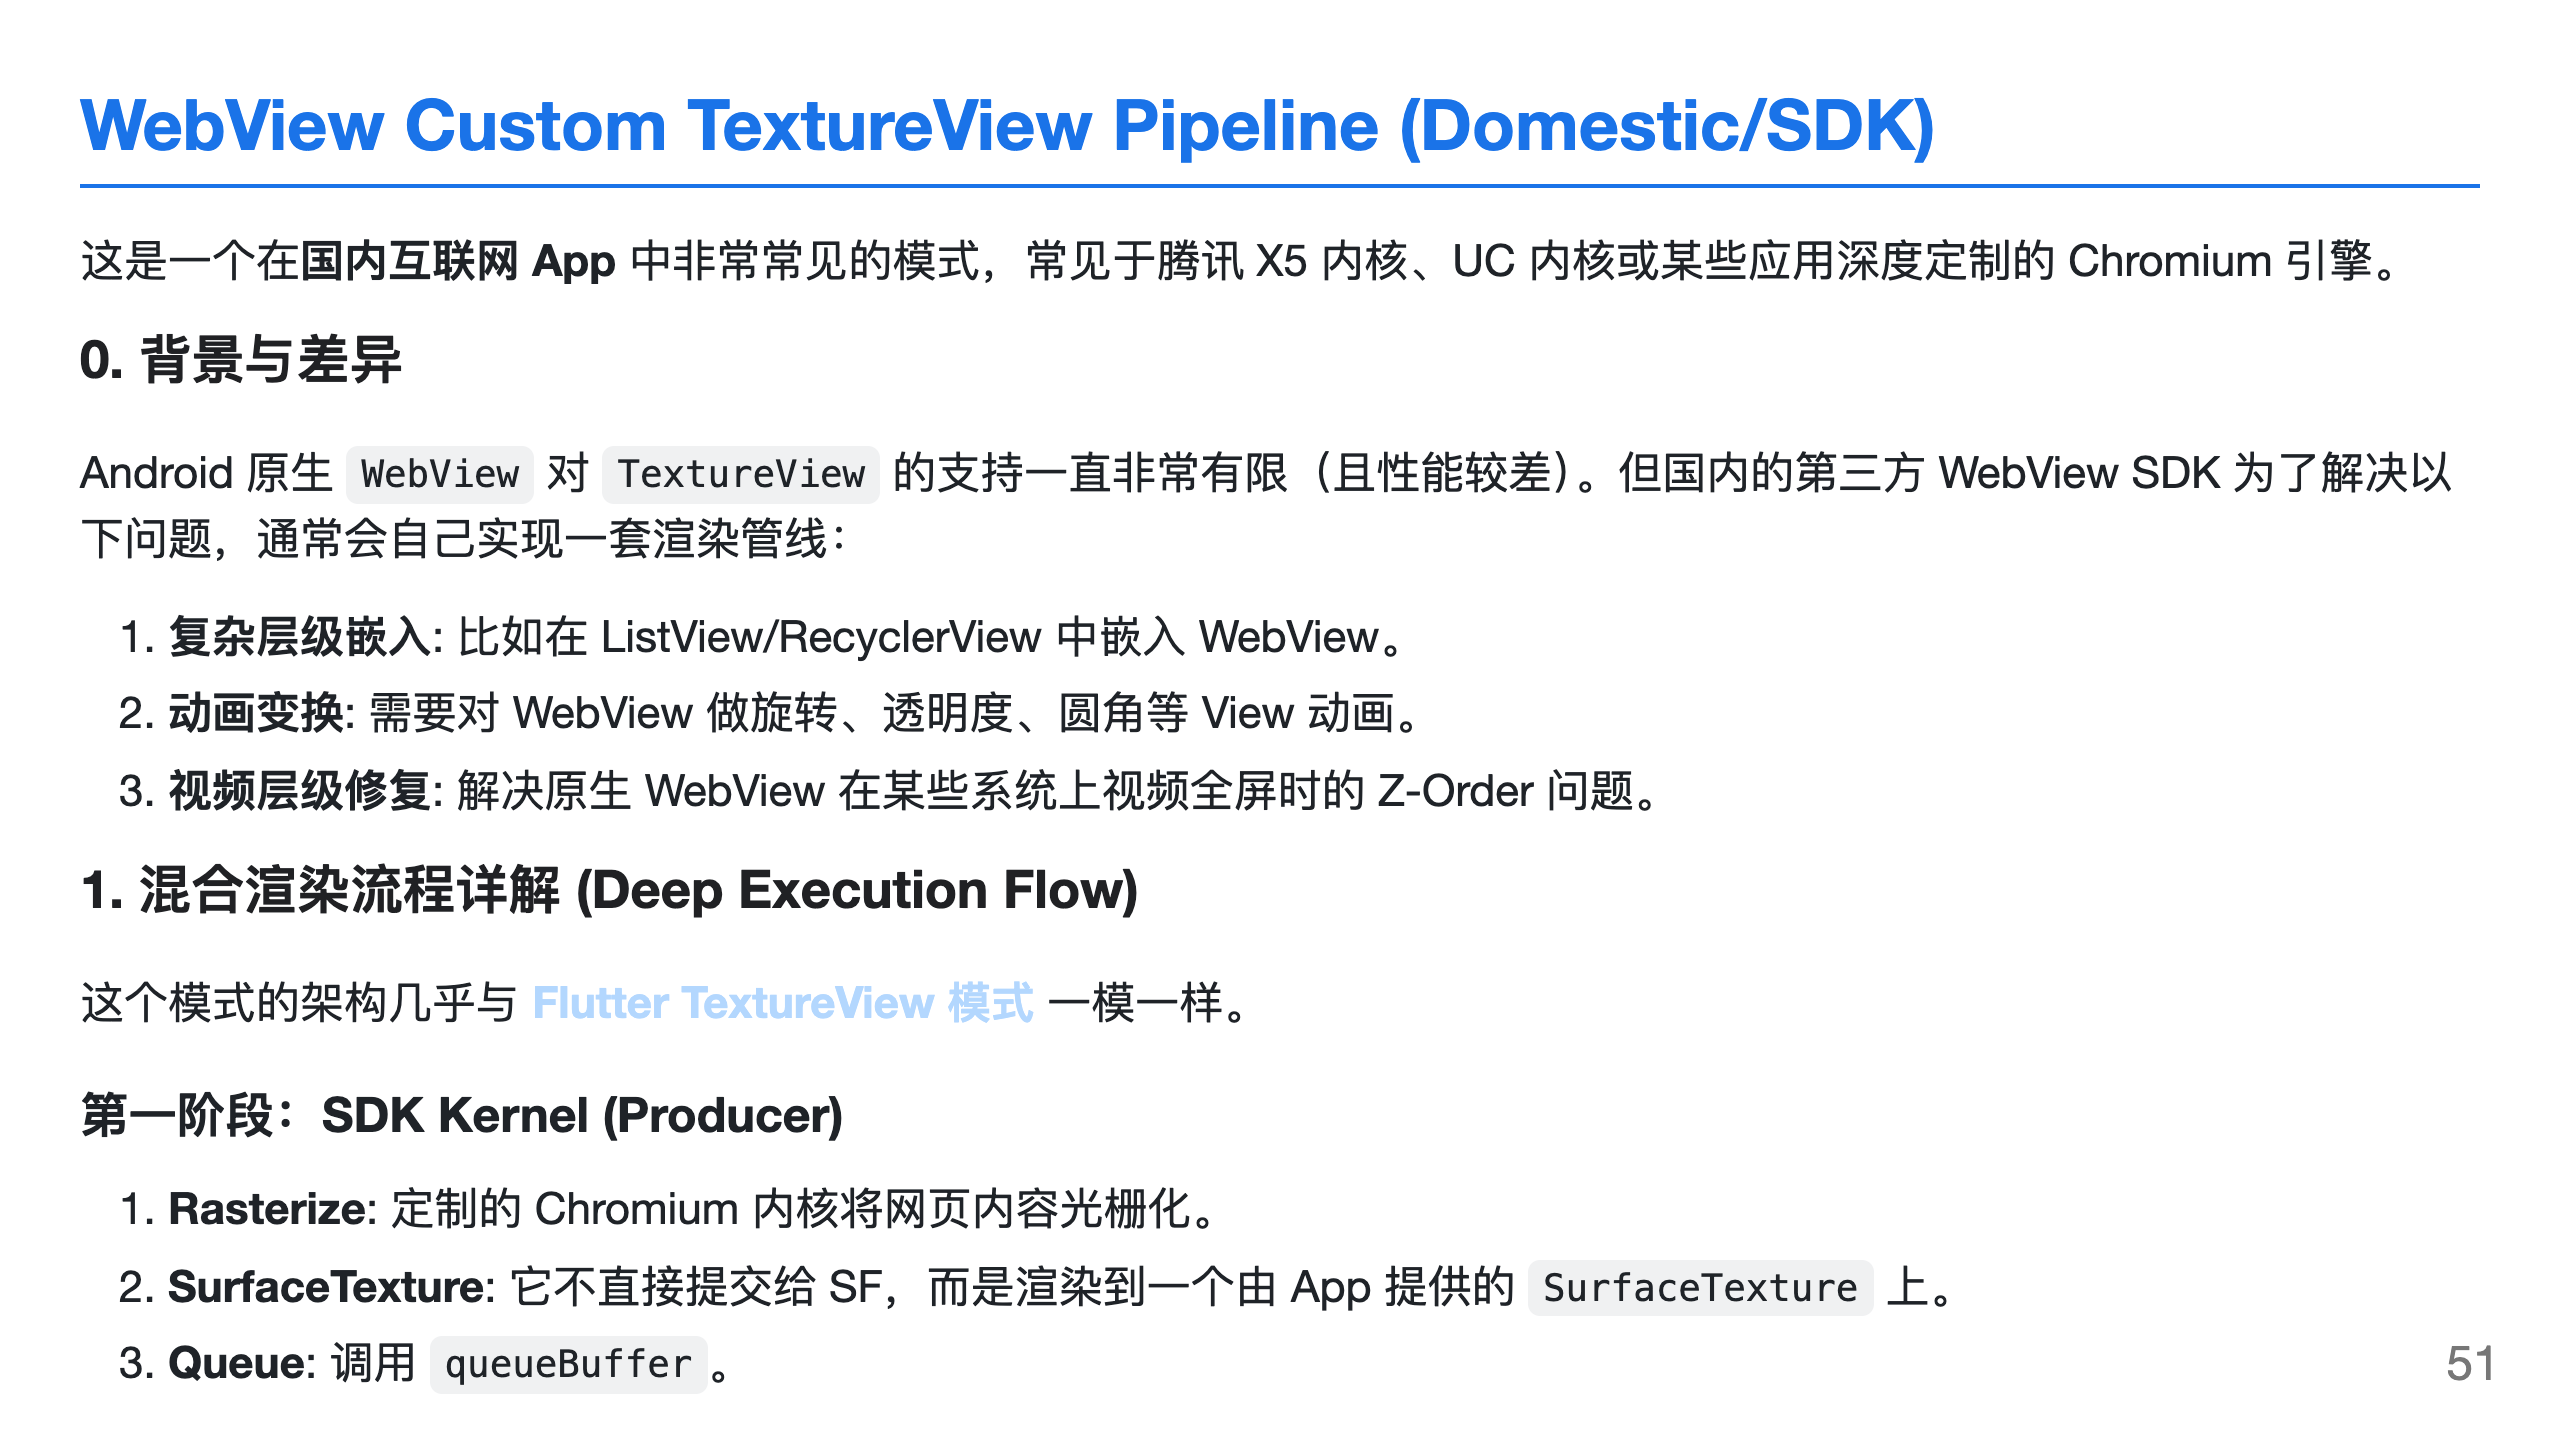 WebView Custom TextureView Pipeline (Domestic/SDK)
这是一个在国内互联网 App 中非常常见的模式，常见于腾讯 X5 内核、UC 内核或某些应用深度定制的 Chromium 引擎。
0. 背景与差异
Android 原生 WebView 对 TextureView 的支持一直非常有限（且性能较差）。但国内的第三方 WebView SDK 为了解决以
下问题，通常会自己实现一套渲染管线：
1. 复杂层级嵌入: 比如在 ListView/RecyclerView 中嵌入 WebView。
2. 动画变换: 需要对 WebView 做旋转、透明度、圆角等 View 动画。
3. 视频层级修复: 解决原生 WebView 在某些系统上视频全屏时的 Z-Order 问题。
1. 混合渲染流程详解 (Deep Execution Flow)
这个模式的架构几乎与 Flutter TextureView 模式 一模一样。
第一阶段：SDK Kernel (Producer)
1. Rasterize: 定制的 Chromium 内核将网页内容光栅化。
2. SurfaceTexture: 它不直接提交给 SF，而是渲染到一个由 App 提供的 SurfaceTexture 上。
3. Queue: 调用 queueBuffer。
51